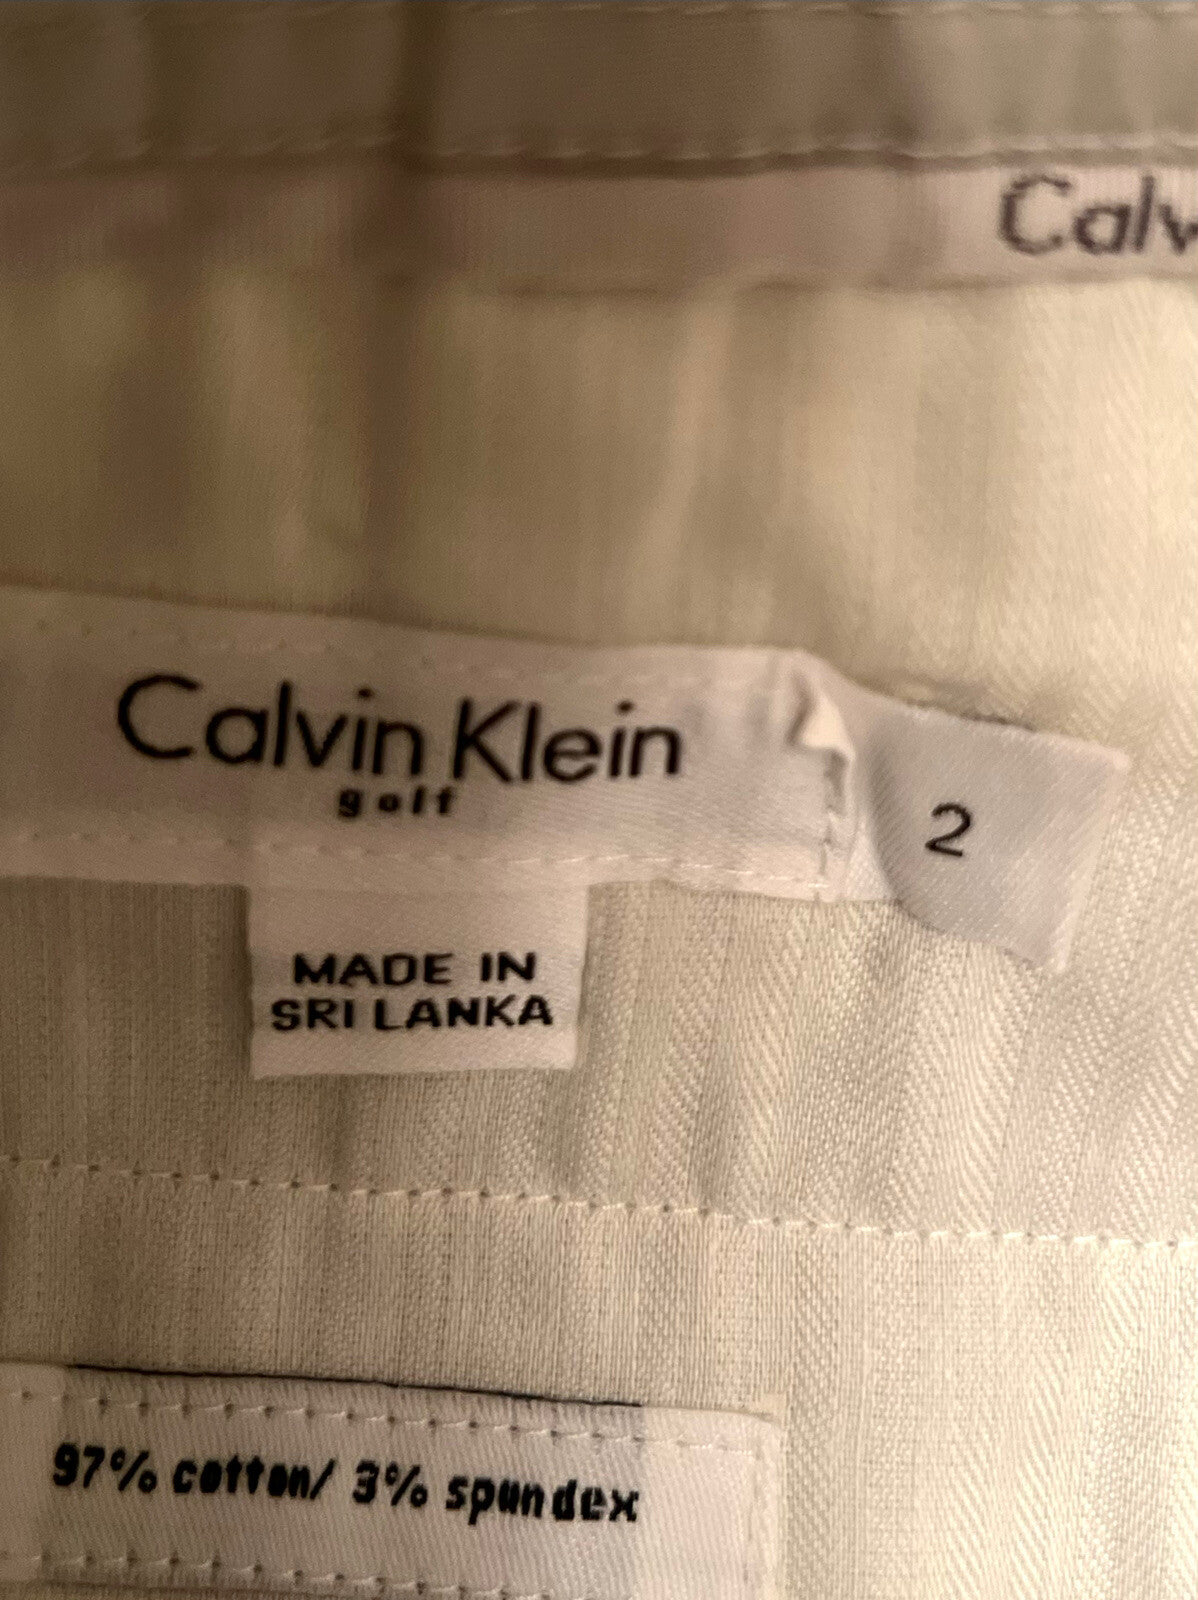 Calv
Calvin Klein
golf
2
MADE IN
SRI LANKA
97% cotton/ 3% spandex